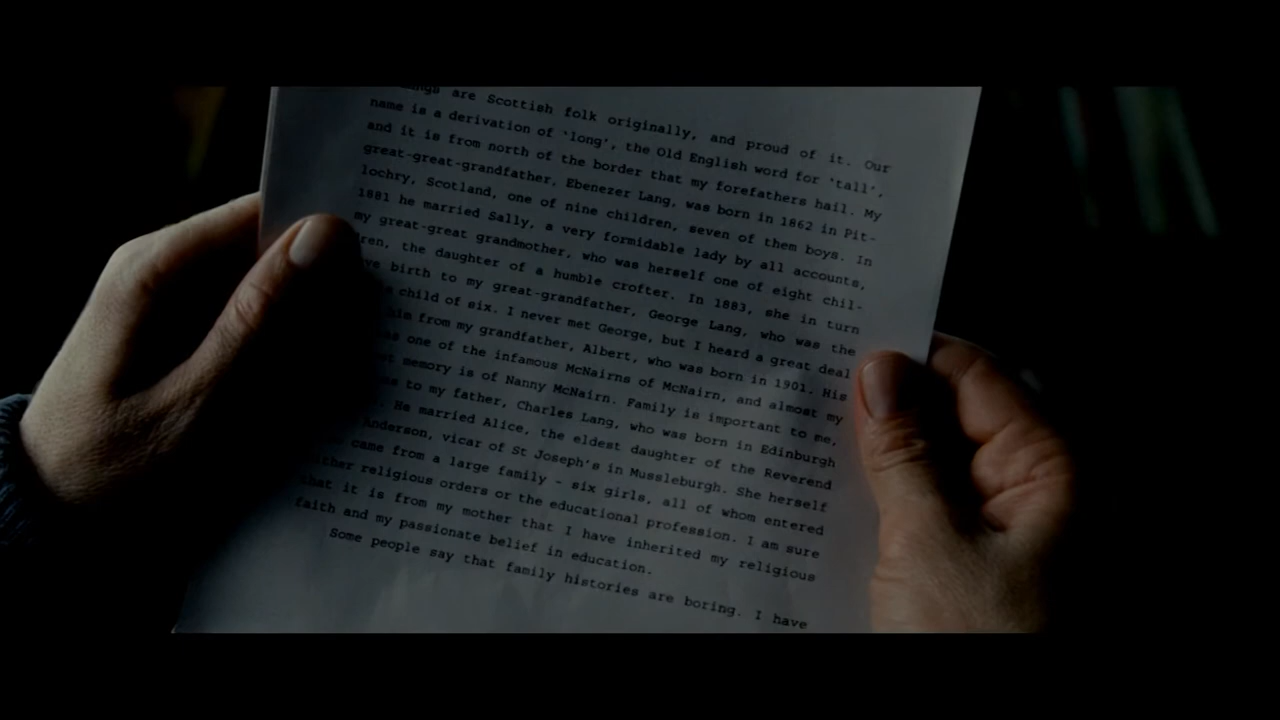 are Scottish folk originally, and proud of it. Our
name is a derivation of 'long', the Old English word for 'tall',
and it is from north of the border that my forefathers hail. My
great-great-grandfather, Ebenezer Lang, was born in 1862 in Pit-
lochry, Scotland, one of nine children, seven of them boys. In
1881 he married Sally, a very formidable lady by all accounts,
my great-great grandmother, who was herself one of eight chil-
ren, the daughter of a humble crofter. In 1883, she in turn
ve birth to my great-grandfather, George Lang, who was the
child of six. I never met George, but I heard a great deal
him from my grandfather, Albert, who was born in 1901. His
as one of the infamous McNairns of McNairn, and almost my
memory is of Nanny McNairn. Family is important to me,
to my father, Charles Lang, who was born in Edinburgh
He married Alice, the eldest daughter of the Reverend
Anderson, vicar of St Joseph's in Mussleburgh. She herself
came from a large family - six girls, all of whom entered
ther religious orders or the educational profession. I am sure
that it is from my mother that I have inherited my religious
faith and my passionate belief in education.
Some people say that family histories are boring. I have